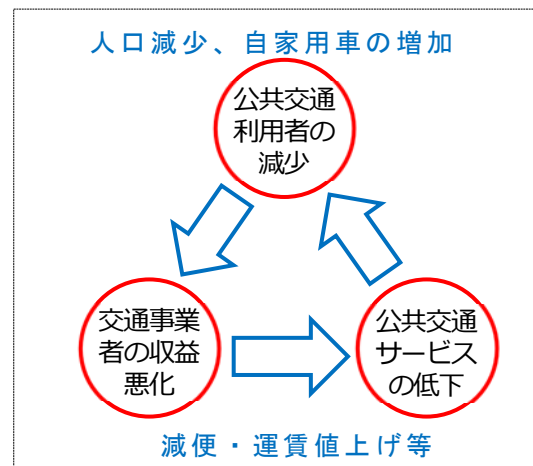 人口減少、自家用車の増加
公共交通
利用者の
減少
交通事業
者の収益
悪化
公共交通
サービス
の低下
減便・運賃値上げ等